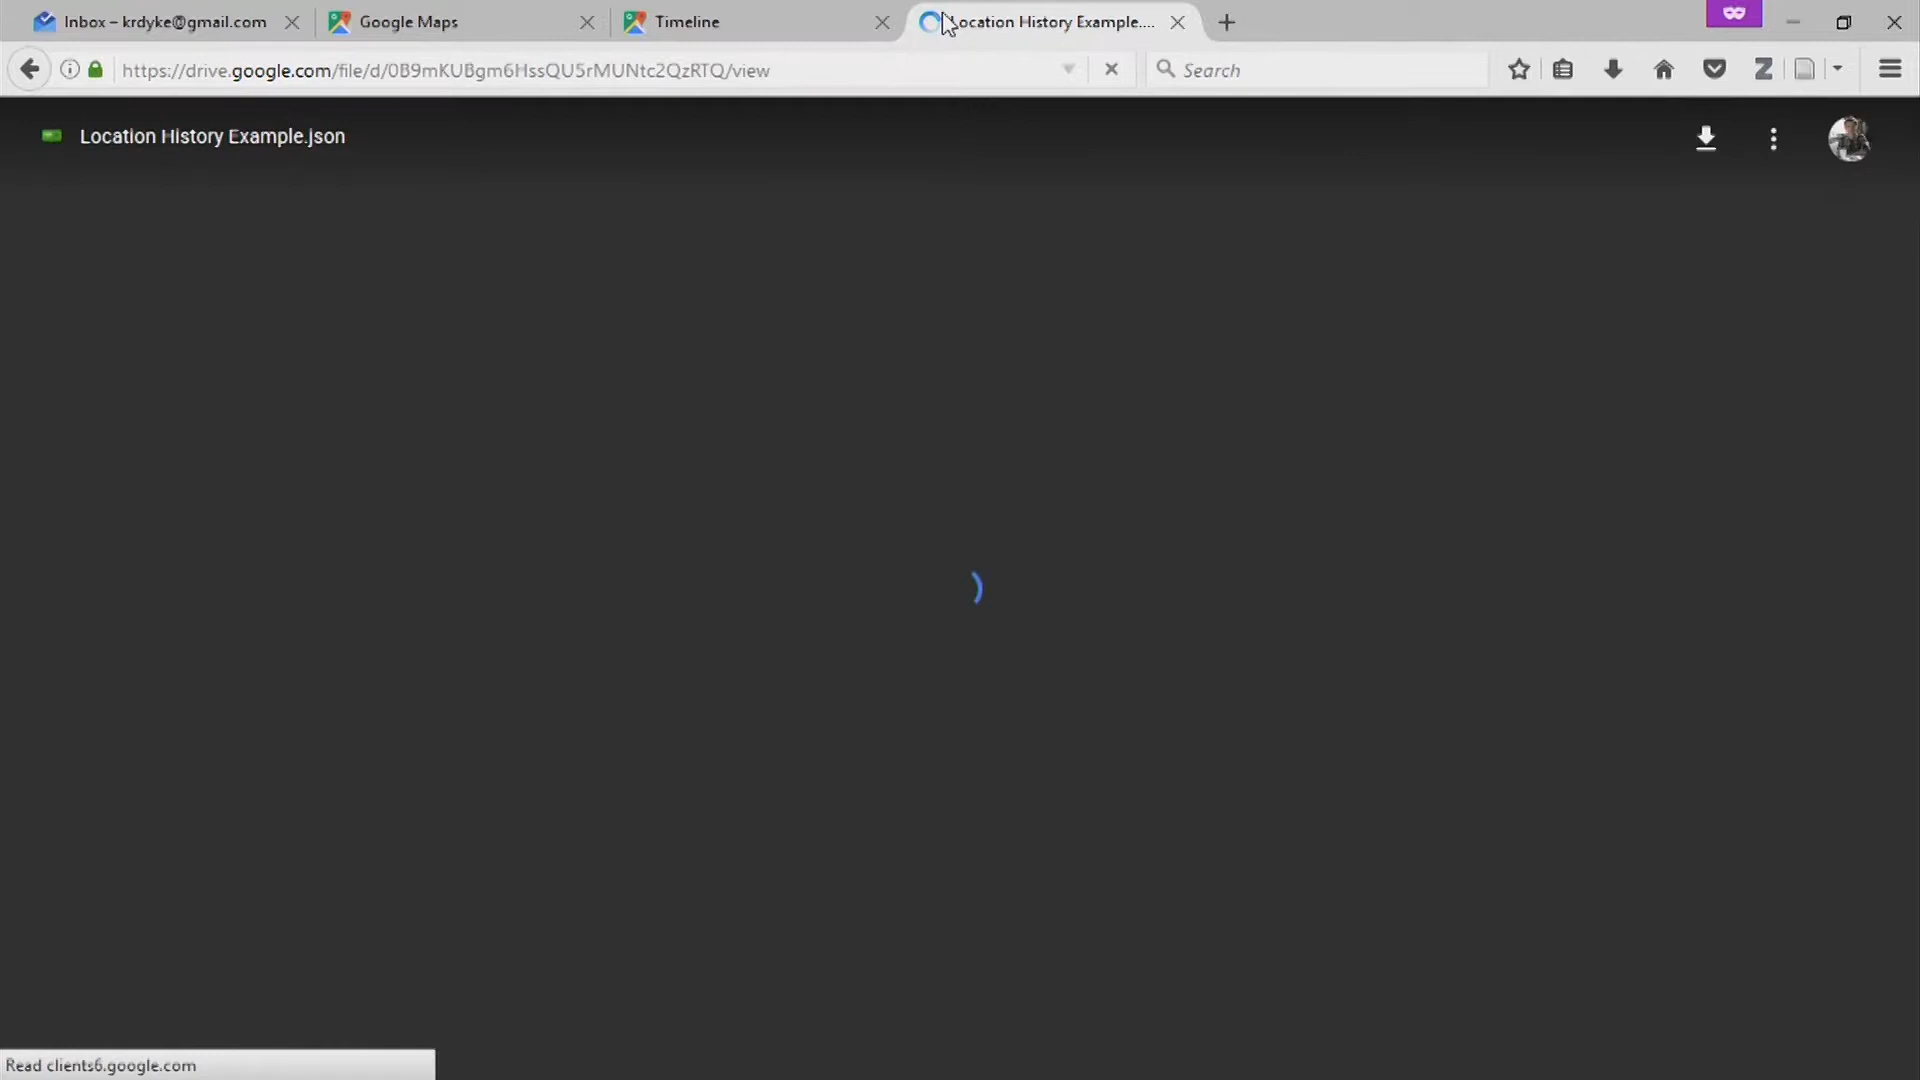 Inbox – krdyke@gmail.com
Google Maps
Timeline
Location History Example....
https://drive.google.com/file/d/0B9mKUBgm6HssQU5rMUNtc2QzRTQ/view
Search
Location History Example.json
Read clients6.google.com